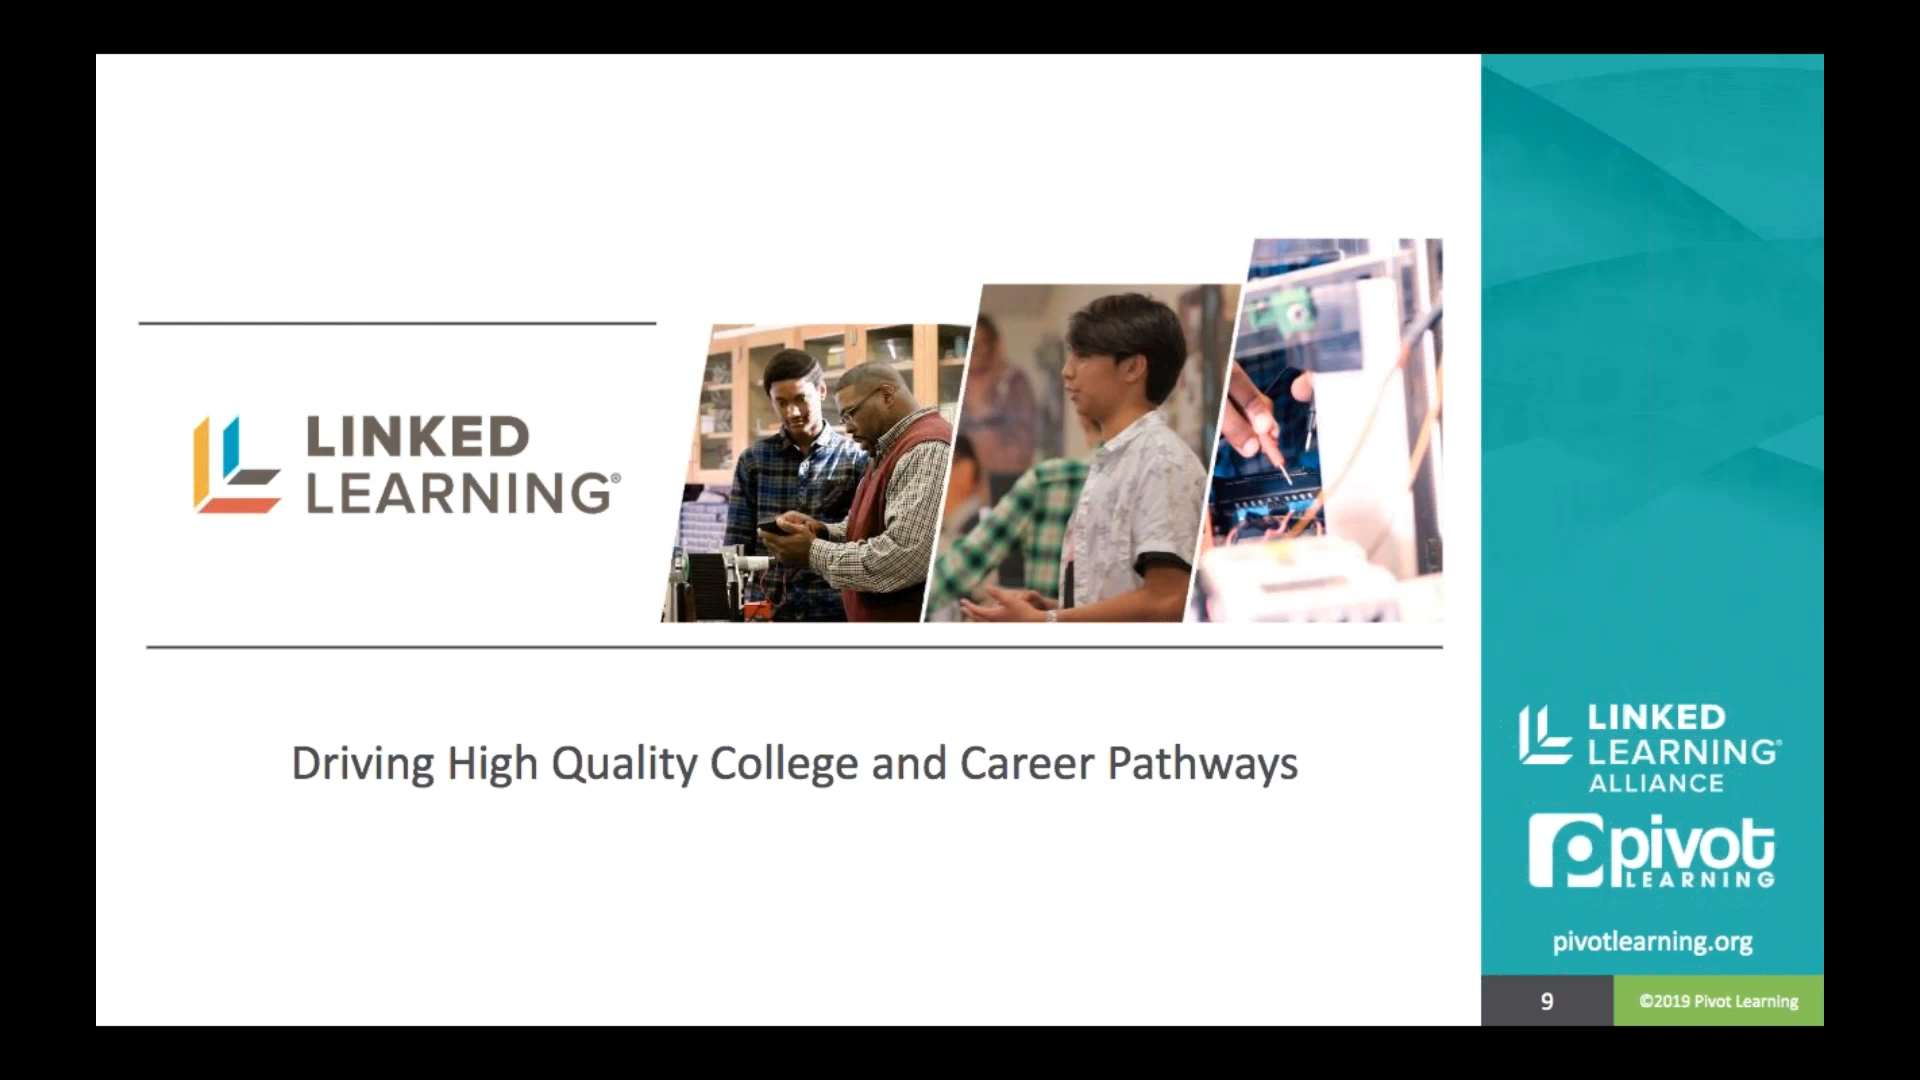 LINKED
LEARNING®
Driving High Quality College and Career Pathways
LINKED
LEARNING®
ALLIANCE
pivot
LEARNING
pivotlearning.org
9
©2019 Pivot Learning